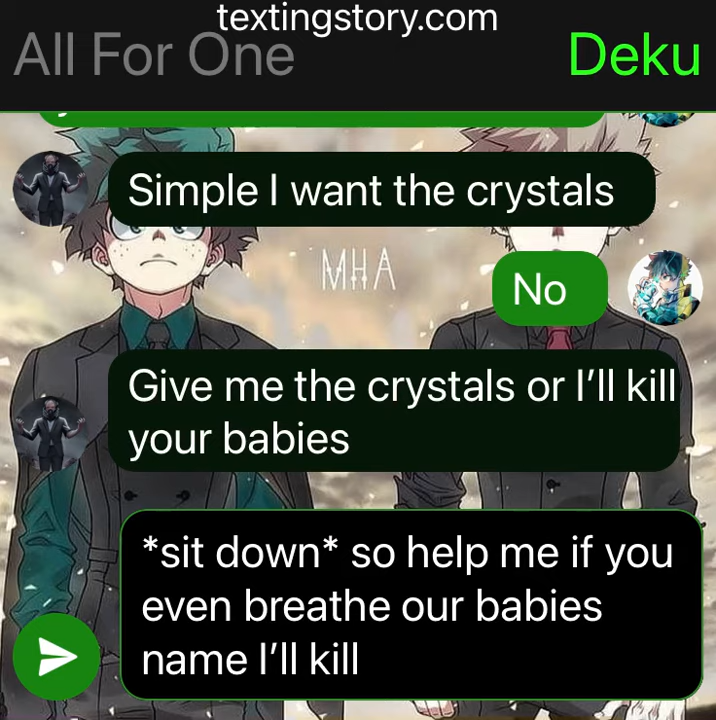 textingstory.com
All For One
Deku
Simple I want the crystals
MHA
No
Give me the crystals or I’ll kill
your babies
*sit down* so help me if you
even breathe our babies
name I’ll kill